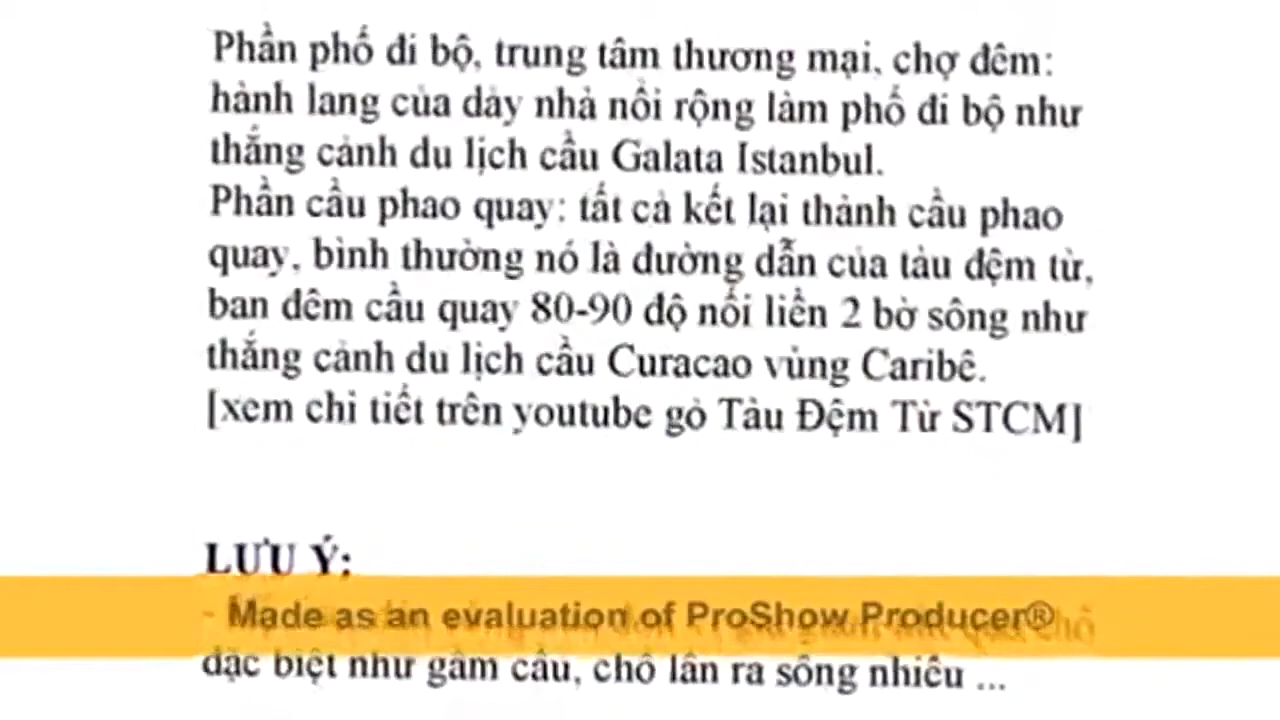 Phần phố đi bộ, trung tâm thương mại, chợ đêm:
hành lang của dãy nhà nổi rộng làm phố đi bộ như
thắng cảnh du lịch cầu Galata Istanbul.
Phần cầu phao quay: tất cả kết lại thành cầu phao
quay, bình thường nó là đường dẫn của tàu đệm từ,
ban đêm cầu quay 80-90 độ nối liền 2 bờ sông như
thắng cảnh du lịch cầu Curacao vùng Caribê.
[xem chi tiết trên youtube gỏ Tàu Đệm Từ STCM]
LƯU Ý:
- Made as an evaluation of ProShow Producer® chỗ
đặc biệt như gầm cầu, chỗ lấn ra sông nhiều ...